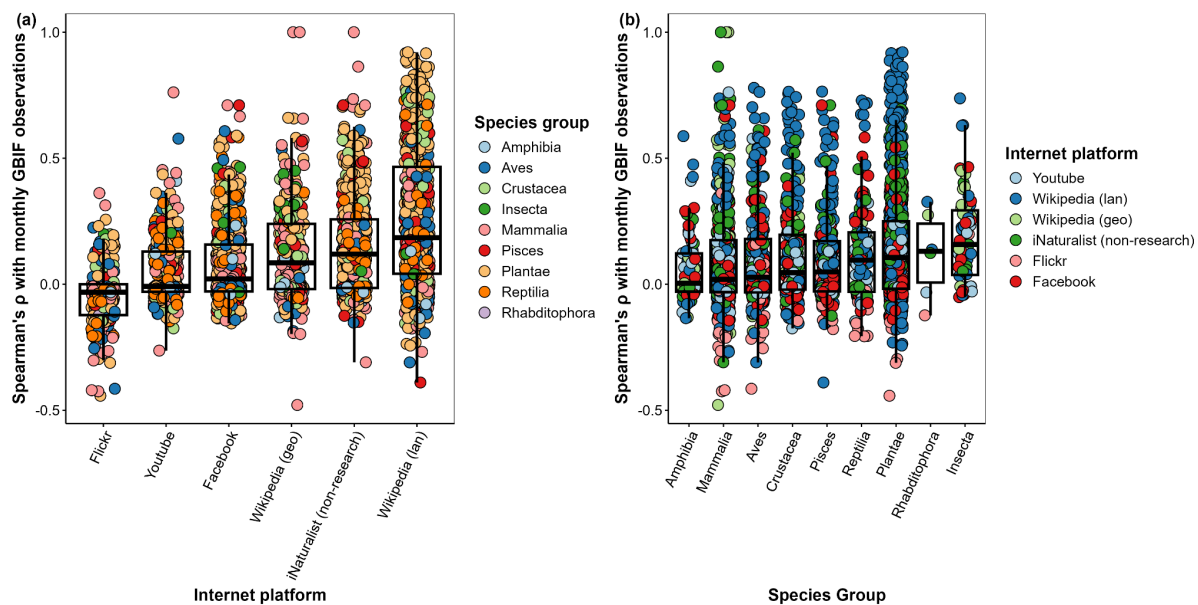 (a)
Spearman's ρ with monthly GBIF observations
1.0
0.5
0.0
-0.5
Flickr
Youtube
Facebook
Wikipedia (geo)
iNaturalist (non-research)
Wikipedia (lan)
Internet platform
Species group
Amphibia
Aves
Crustacea
Insecta
Mammalia
Pisces
Plantae
Reptilia
Rhabditophora
(b)
Spearman's ρ with monthly GBIF observations
1.0
0.5
0.0
-0.5
Amphibia
Mammalia
Aves
Crustacea
Pisces
Reptilia
Plantae
Rhabditophora
Insecta
Species Group
Internet platform
Youtube
Wikipedia (lan)
Wikipedia (geo)
iNaturalist (non-research)
Flickr
Facebook